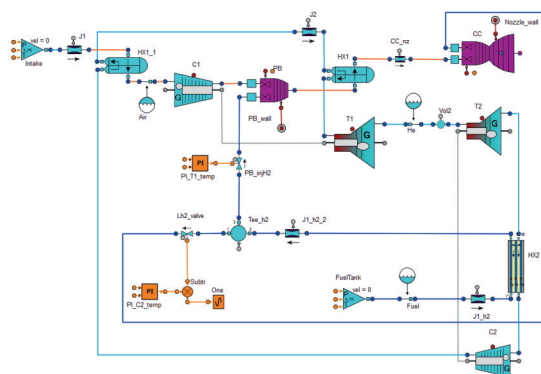 J1
J2
Nozzle_wall
vel = 0
HX1_1
C1
PB
HX1
CC_nz
CC
Intake
G
Air
PB_wall
T1
T2
Vol2
He
G
G
PI
PI_T1_temp
PB_injH2
Lh2_valve
Tee_h2
J1_h2_2
HX2
FuelTank
vel = 0
Subtr
One
PI
PI_C2_temp
Fuel
J1_h2
C2
G